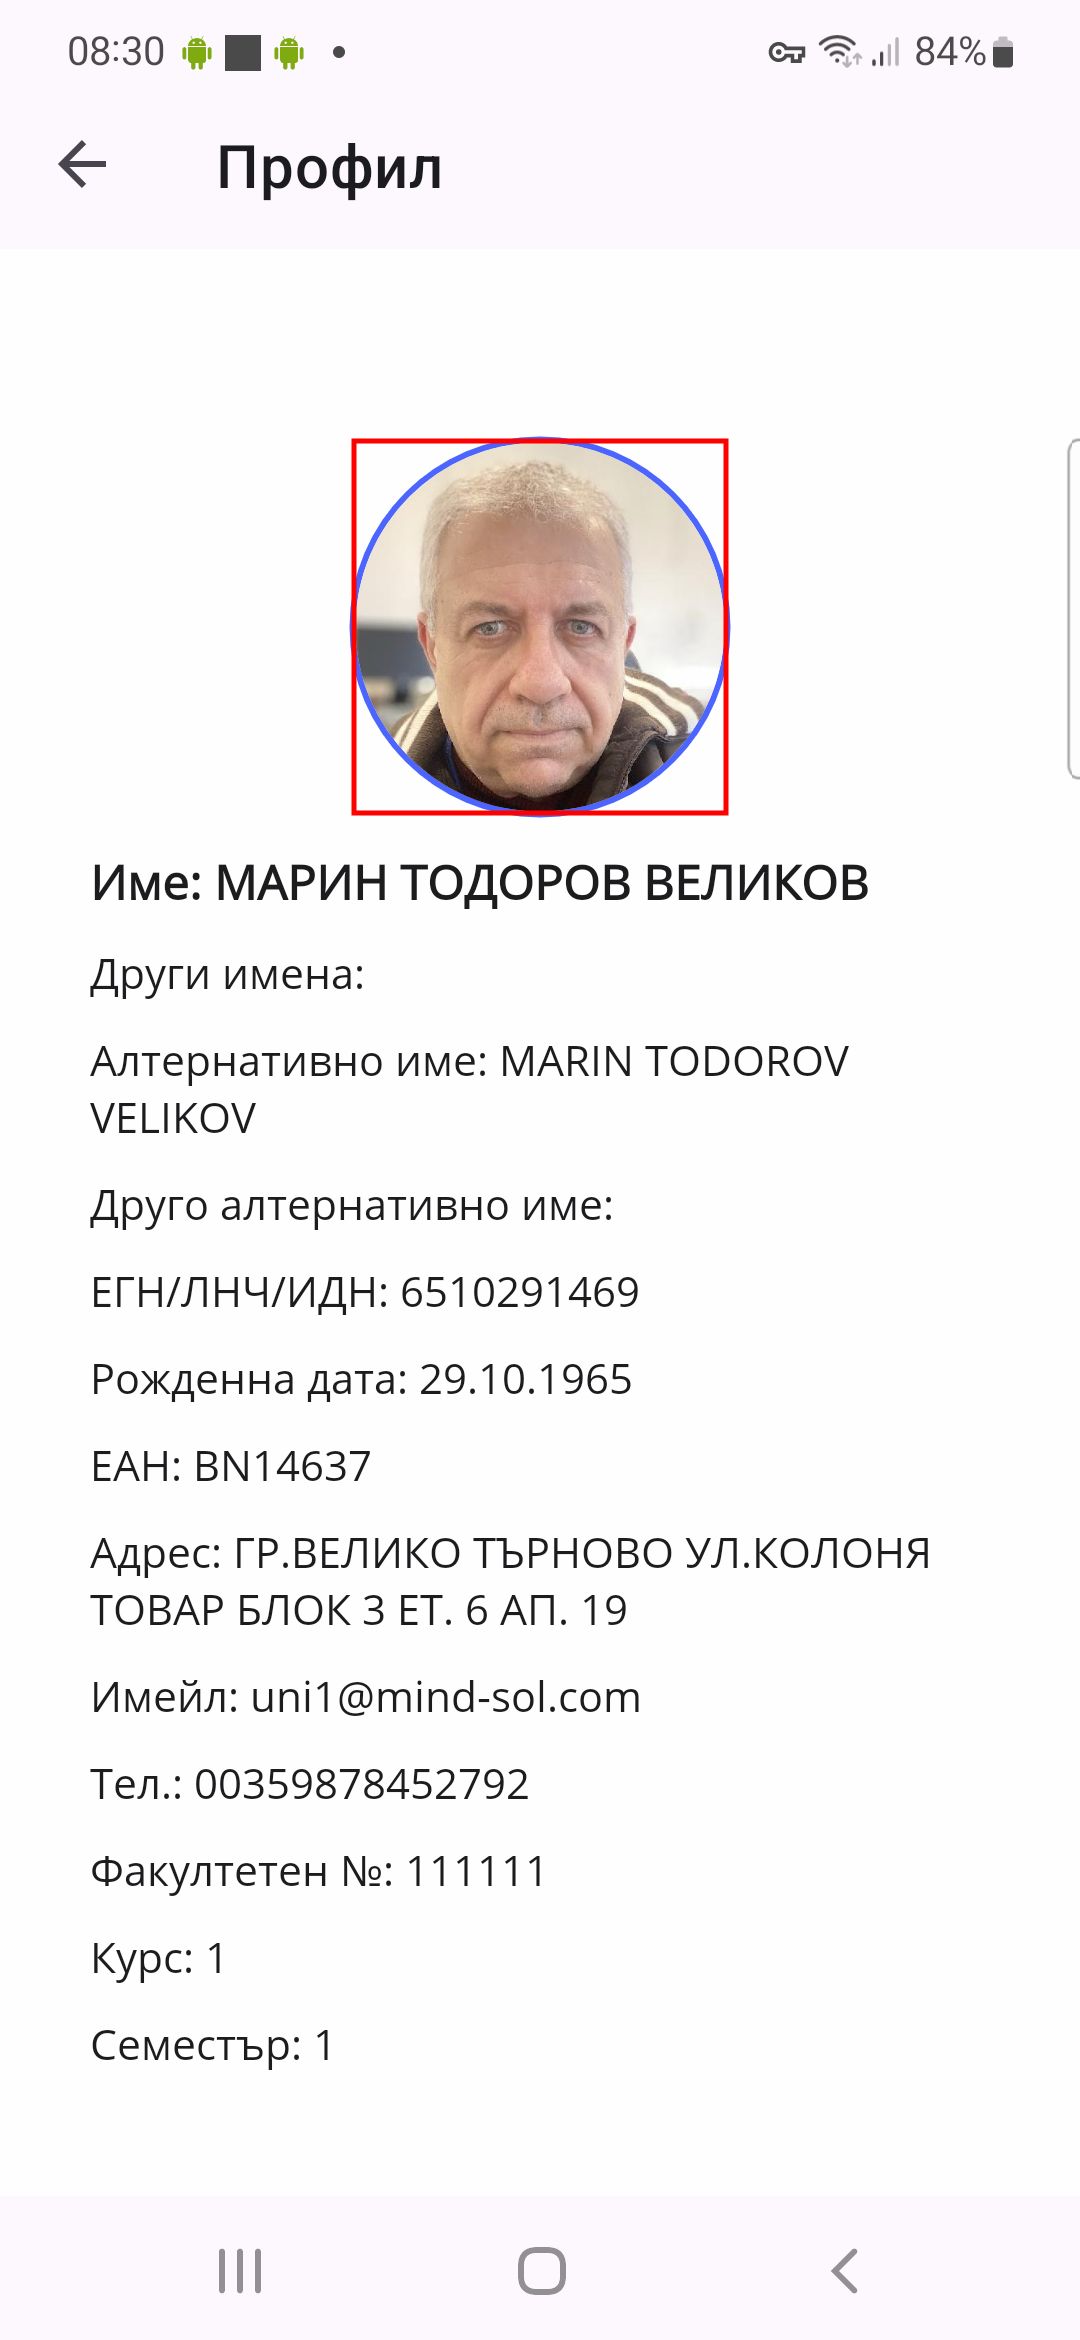 08:30
84%
Профил
Име: МАРИН ТОДОРОВ ВЕЛИКОВ
Други имена:
Алтернативно име: MARIN TODOROV
VELIKOV
Друго алтернативно име:
ЕГН/ЛНЧ/ИДН: 6510291469
Рожденна дата: 29.10.1965
ЕАН: BN14637
Адрес: ГР.ВЕЛИКО ТЪРНОВО УЛ.КОЛОНЯ
ТОВАР БЛОК 3 ЕТ. 6 АП. 19
Имейл: uni1@mind-sol.com
Тел.: 00359878452792
Факултетен №: 111111
Курс: 1
Семестър: 1